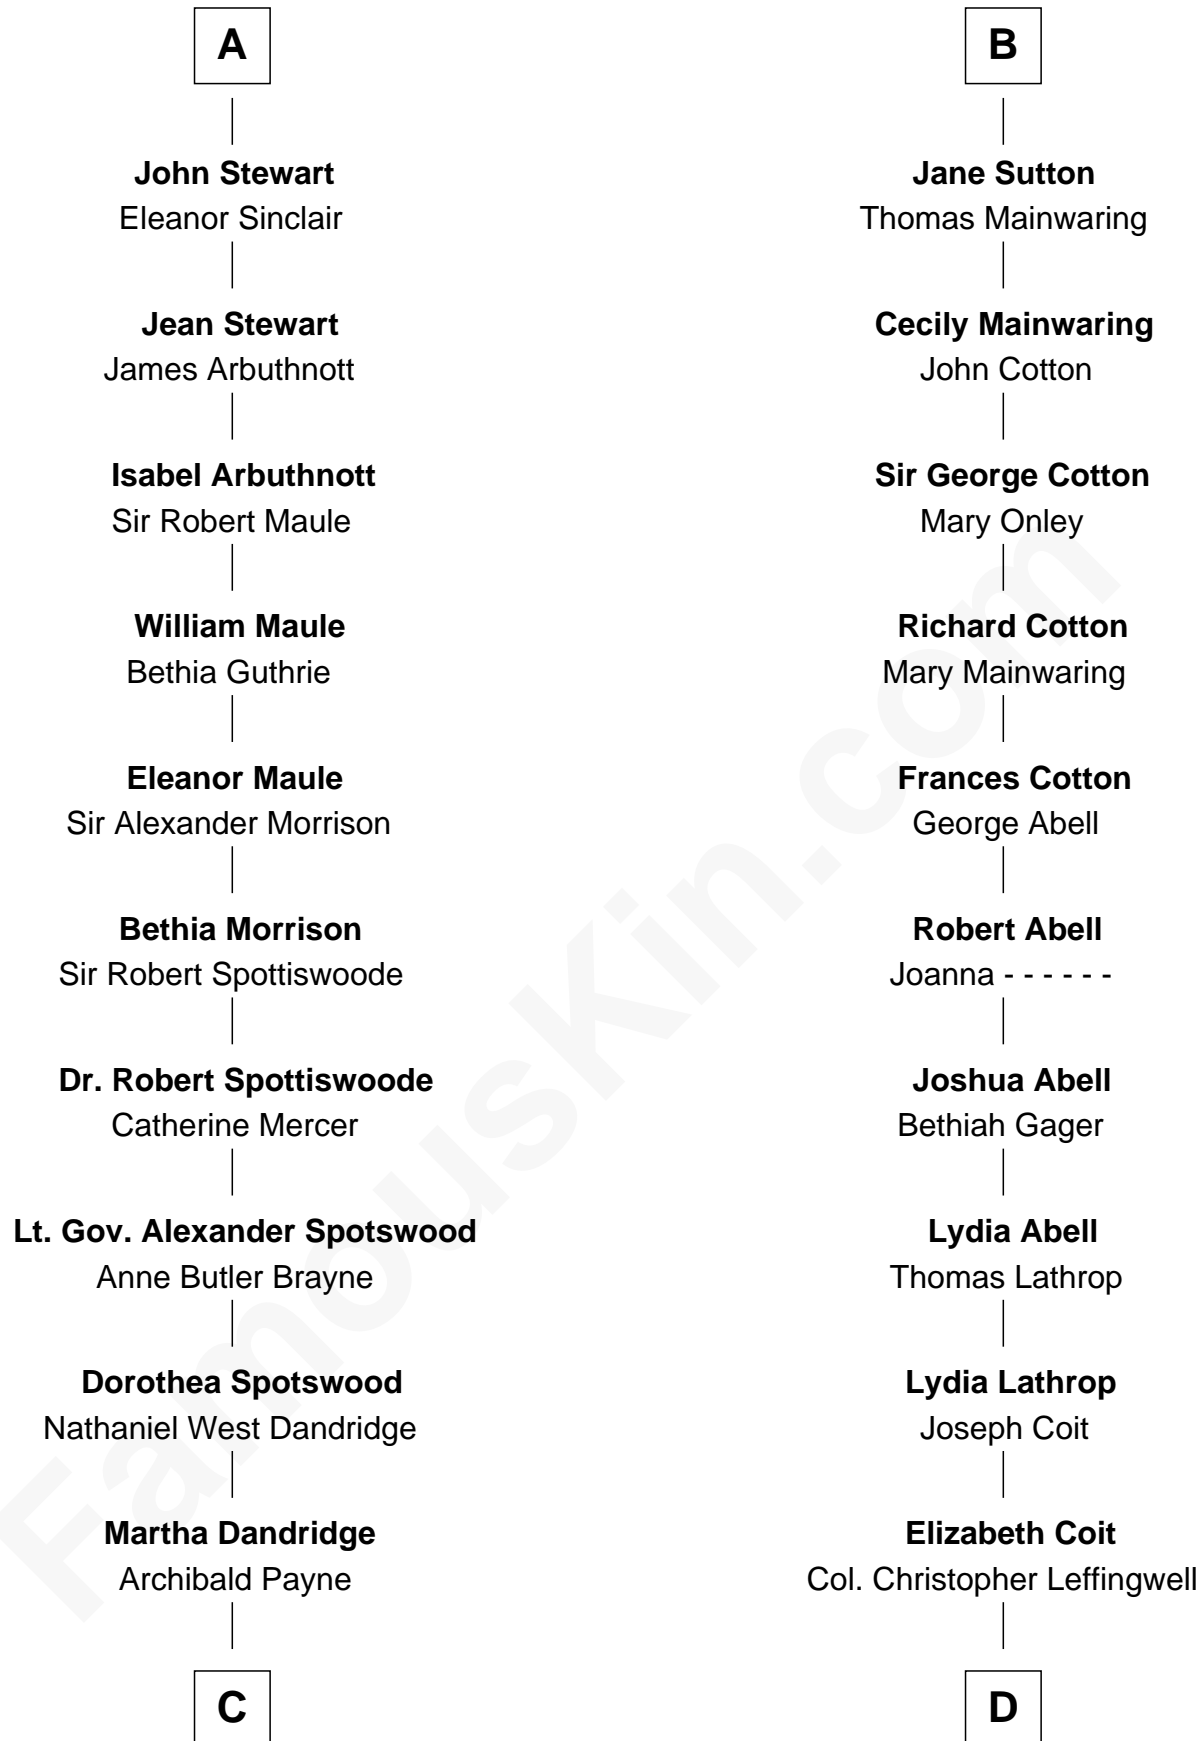 A
John Stewart
Eleanor Sinclair
Jean Stewart
James Arbuthnott
Isabel Arbuthnott
Sir Robert Maule
William Maule
Bethia Guthrie
Eleanor Maule
Sir Alexander Morrison
Bethia Morrison
Sir Robert Spottiswoode
Dr. Robert Spottiswoode
Catherine Mercer
Lt. Gov. Alexander Spotswood
Anne Butler Brayne
Dorothea Spotswood
Nathaniel West Dandridge
Martha Dandridge
Archibald Payne
C
B
Jane Sutton
Thomas Mainwaring
Cecily Mainwaring
John Cotton
Sir George Cotton
Mary Onley
Richard Cotton
Mary Mainwaring
Frances Cotton
George Abell
Robert Abell
Joanna - - - - - -
Joshua Abell
Bethiah Gager
Lydia Abell
Thomas Lathrop
Lydia Lathrop
Joseph Coit
Elizabeth Coit
Col. Christopher Leffingwell
D
FamousKin.com